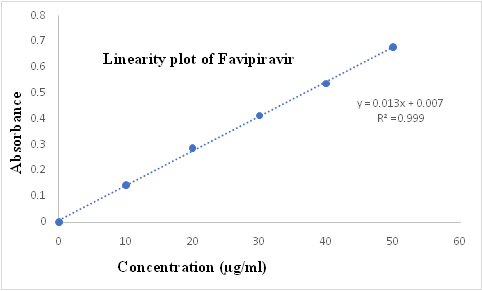 Linearity plot of Favipiravir
0.8
0.7
0.6
0.5
0.4
0.3
0.2
0.1
0
Absorbance
y = 0.013x + 0.007
R² = 0.999
0 10 20 30 40 50 60
Concentration (µg/ml)